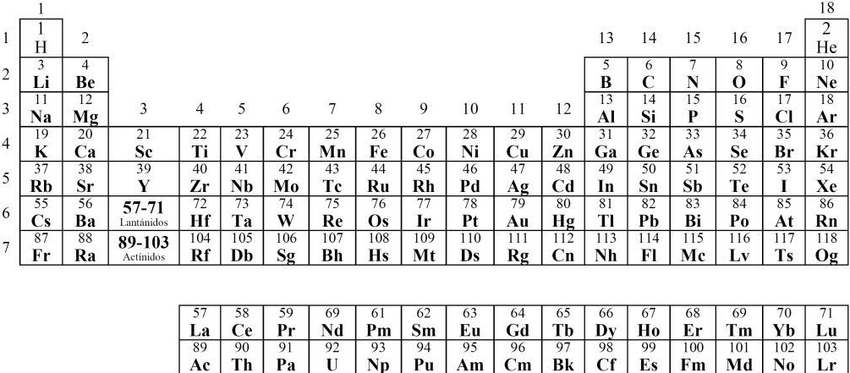 1 18
1 1 2 13 14 15 16 17 2
H He
2 3 4 5 6 7 8 9 10
Li Be B C N O F Ne
11 12 13 14 15 16 17 18
3 Na Mg 3 4 5 6 7 8 9 10 11 12 Al Si P S Cl Ar
19 20 21 22 23 24 25 26 27 28 29 30 31 32 33 34 35 36
4 K Ca Sc Ti V Cr Mn Fe Co Ni Cu Zn Ga Ge As Se Br Kr
37 38 39 40 41 42 43 44 45 46 47 48 49 50 51 52 53 54
5 Rb Sr Y Zr Nb Mo Tc Ru Rh Pd Ag Cd In Sn Sb Te I Xe
55 56 57-71 72 73 74 75 76 77 78 79 80 81 82 83 84 85 86
6 Cs Ba Lantánidos Hf Ta W Re Os Ir Pt Au Hg Tl Pb Bi Po At Rn
87 88 89-103 104 105 106 107 108 109 110 111 112 113 114 115 116 117 118
7 Fr Ra Actínidos Rf Db Sg Bh Hs Mt Ds Rg Cn Nh Fl Mc Lv Ts Og
57 58 59 69 61 62 63 64 65 66 67 68 69 70 71
La Ce Pr Nd Pm Sm Eu Gd Tb Dy Ho Er Tm Yb Lu
89 90 91 92 93 94 95 96 97 98 99 100 101 102 103
Ac Th Pa U Np Pu Am Cm Bk Cf Es Fm Md No Lr